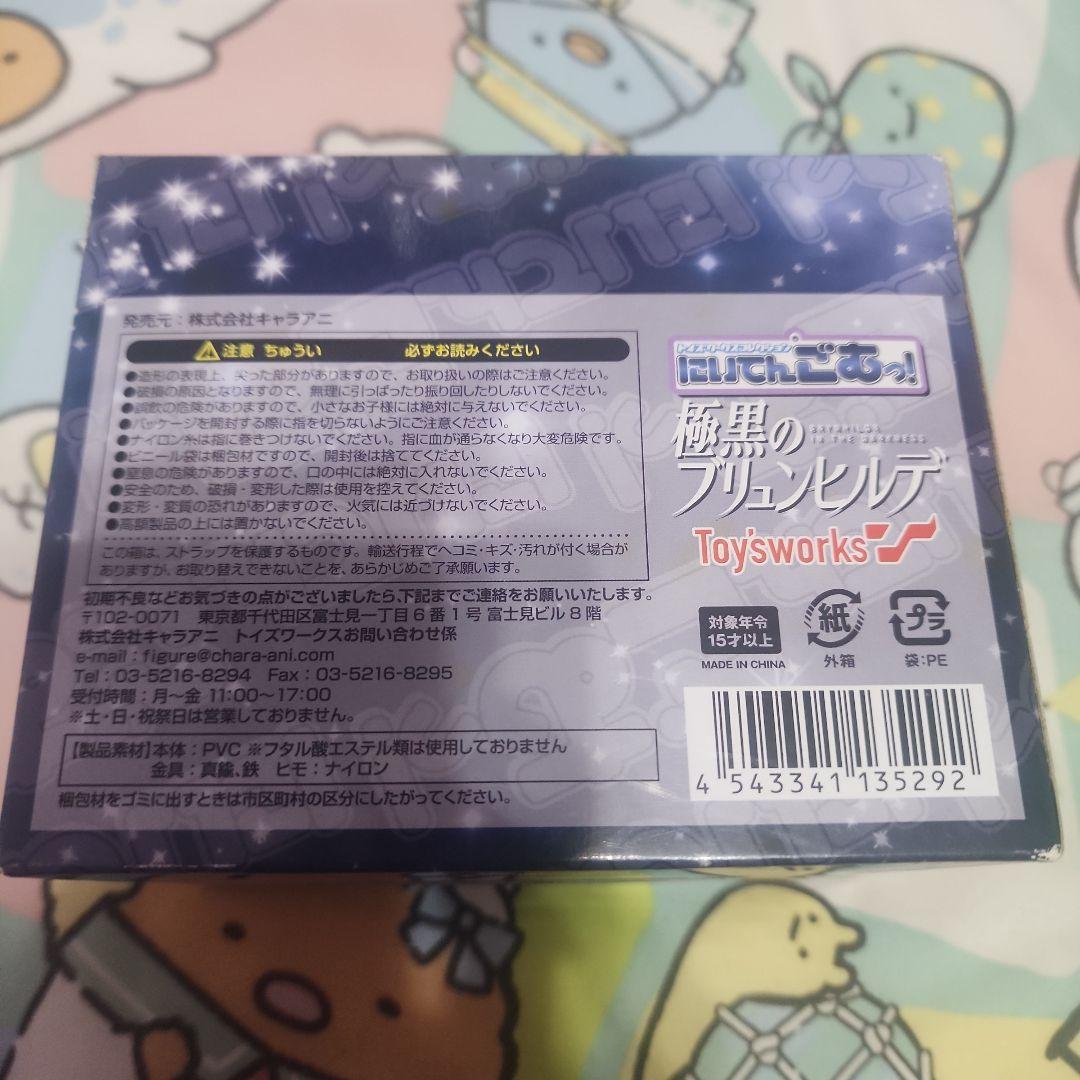 発売元：株式会社キャラアニ
注意 ちゅうい 必ずお読みください
●造形の表現上、尖った部分がありますので、お取り扱いの際はご注意ください。
●破損の原因となりますので、無理に引っぱったり振り回したりしないでください。
●誤飲の危険がありますので、小さなお子様には絶対に与えないでください。
●パッケージを開封する際に指を切らないようにご注意ください。
●ナイロン糸は指に巻きつけないでください。指に血が通らなくなり大変危険です。
●ビニール袋は梱包材ですので、開封後は捨ててください。
●窒息の危険がありますので、口の中には絶対に入れないでください。
●安全のため、破損・変形した際は使用を控えてください。
●変形・変質の恐れがありますので、火気には近づけないでください。
●高額製品の上には置かないでください。
この箱は、ストラップを保護するものです。輸送行程でヘコミ・キズ・汚れが付く場合が
ありますが、お取り替えできないことを、あらかじめご了承願います。
初期不良などお気づきの点がございましたら、下記までご連絡をお願いいたします。
〒102-0071 東京都千代田区富士見一丁目6番1号 富士見ビル8階
株式会社キャラアニ トイズワークスお問い合わせ係
e-mail：figure@chara-ani.com
Tel：03-5216-8294 Fax：03-5216-8295
受付時間：月～金 11:00～17:00
※土・日・祝祭日は営業しておりません。
【製品素材】本体：PVC ※フタル酸エステル類は使用しておりません
金具：真鍮、鉄 ヒモ：ナイロン
梱包材をゴミに出すときは市区町村の区分にしたがってください。
トイズワークスコレクション
にいてんごむっ!
極黒の
BRYNHILDR
IN THE DARKNESS
ブリュンヒルデ
Toy'sworks
対象年令
15才以上
MADE IN CHINA
紙
外箱
プラ
袋：PE
4 543341 135292